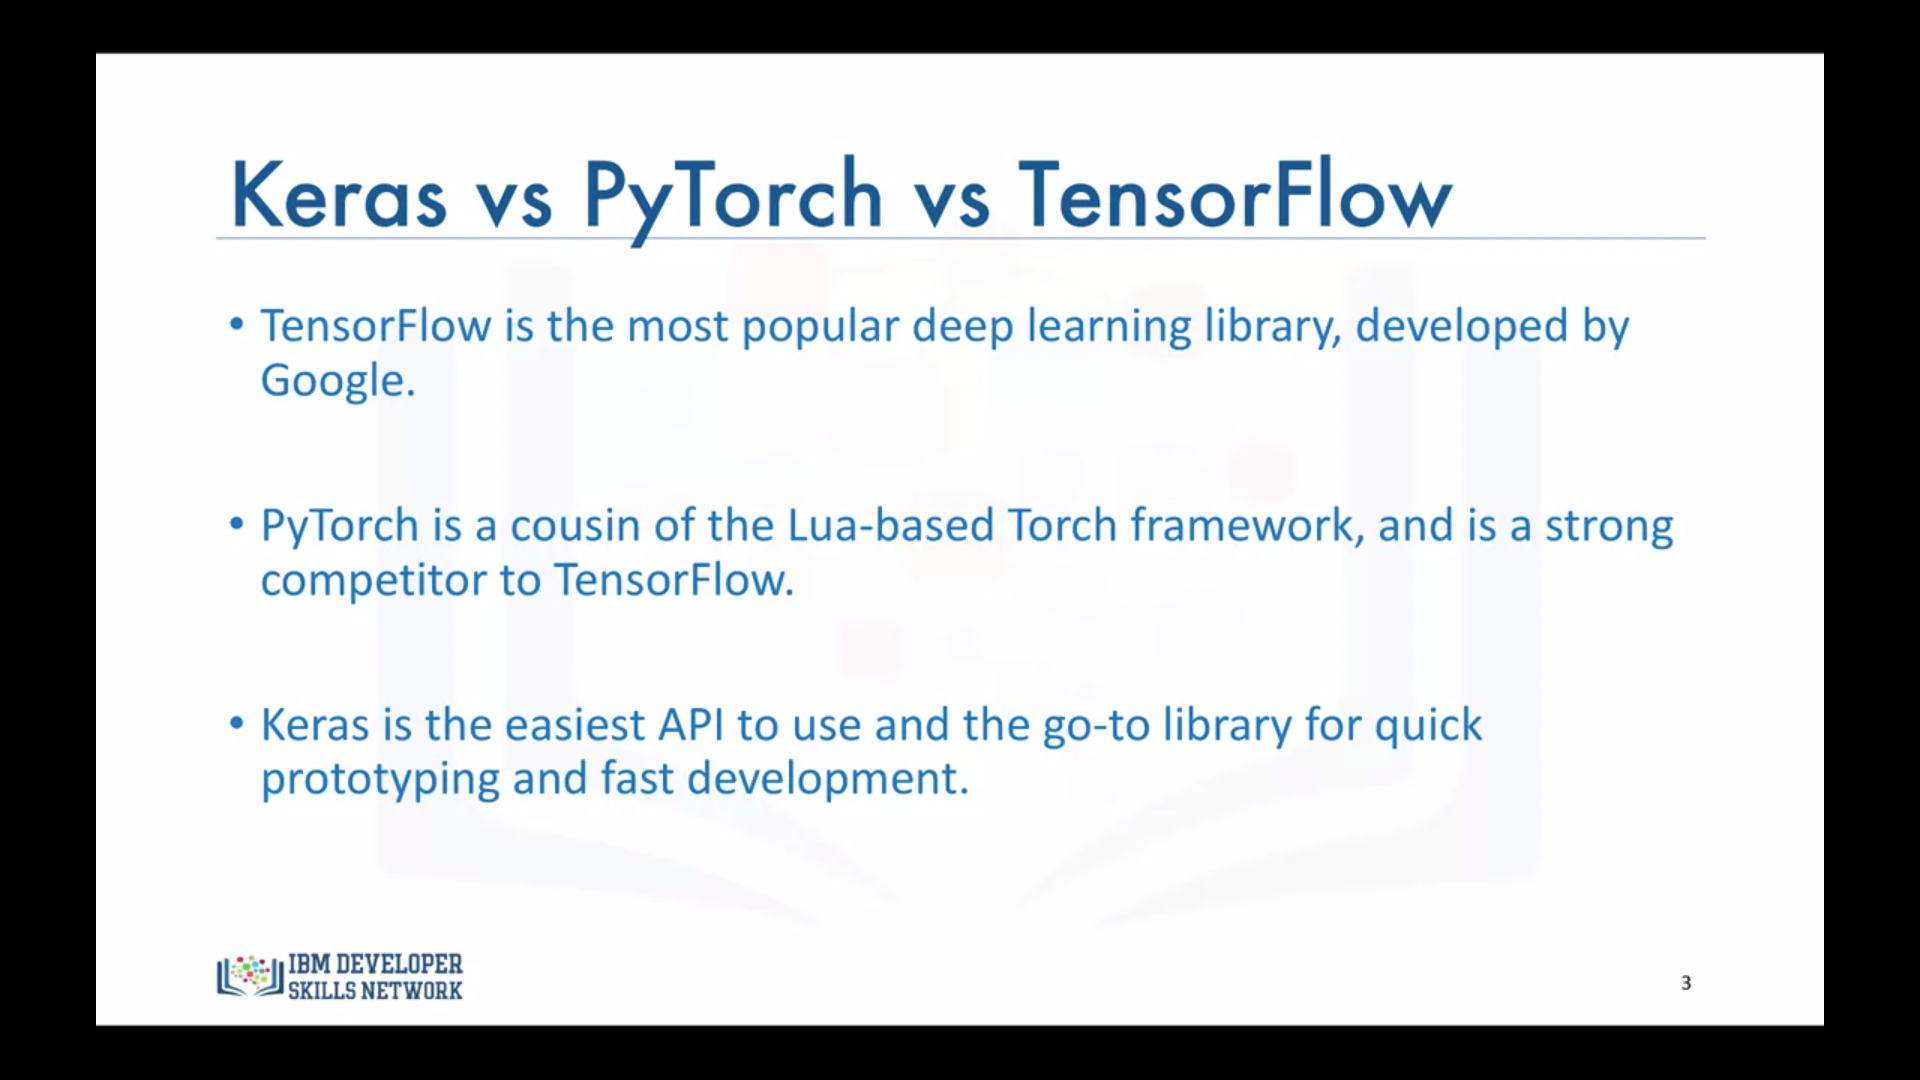 Keras vs PyTorch vs TensorFlow
• TensorFlow is the most popular deep learning library, developed by
Google.
• PyTorch is a cousin of the Lua-based Torch framework, and is a strong
competitor to TensorFlow.
• Keras is the easiest API to use and the go-to library for quick
prototyping and fast development.
IBM DEVELOPER
SKILLS NETWORK
3